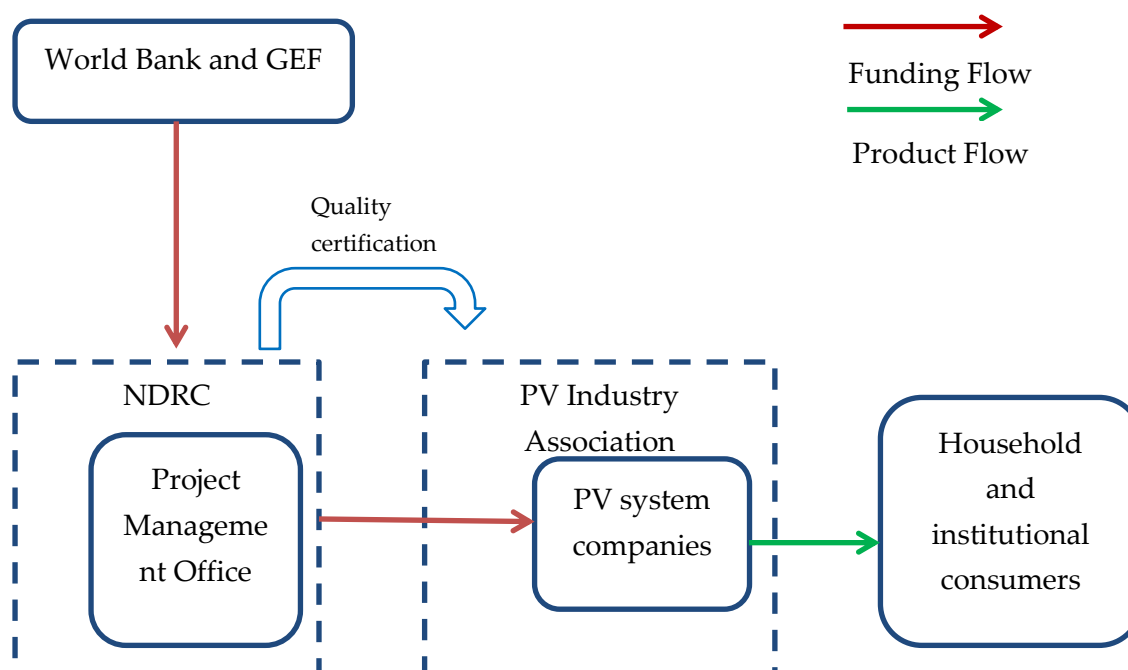 World Bank and GEF
Funding Flow
Product Flow
Quality
certification
NDRC
Project
Manageme
nt Office
PV Industry
Association
PV system
companies
Household
and
institutional
consumers